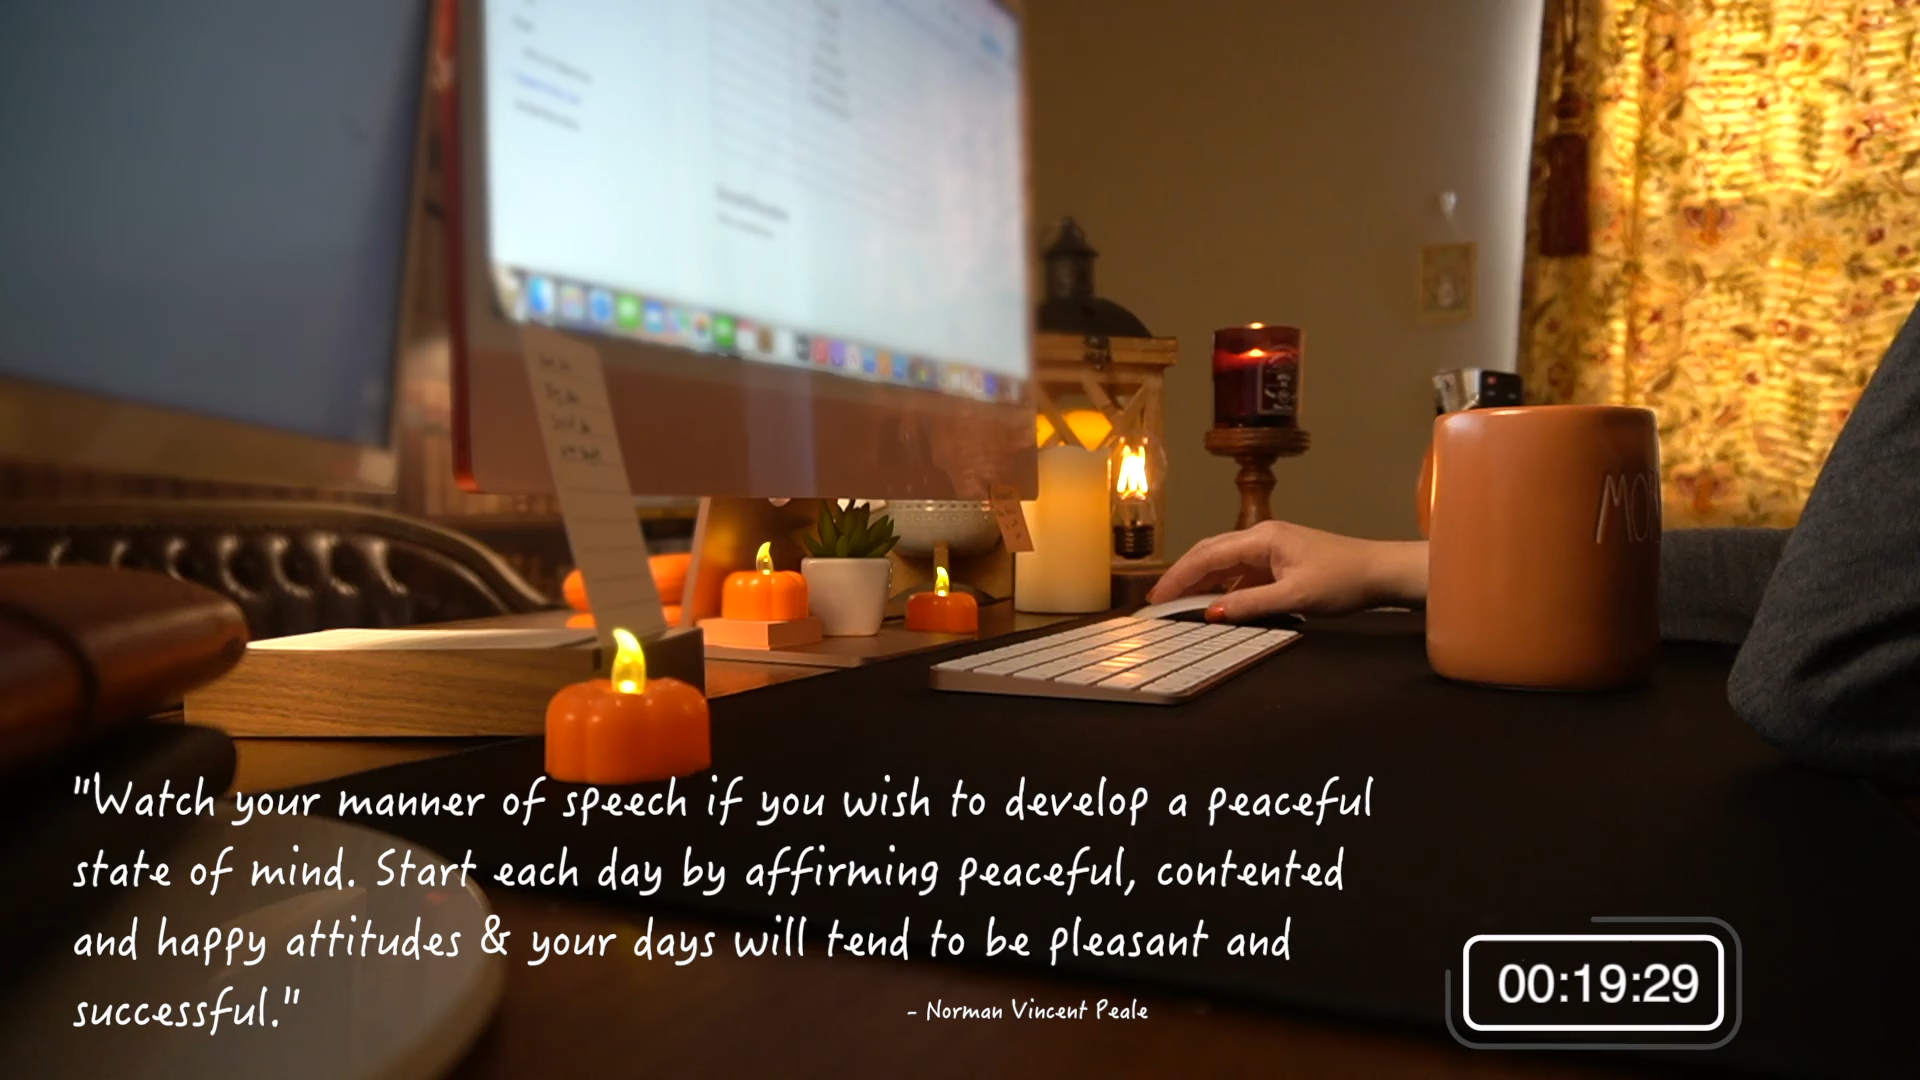 MO
"Watch your manner of speech if you wish to develop a peaceful
state of mind. Start each day by affirming peaceful, contented
and happy attitudes & your days will tend to be pleasant and
successful."
- Norman Vincent Peale
00:19:29